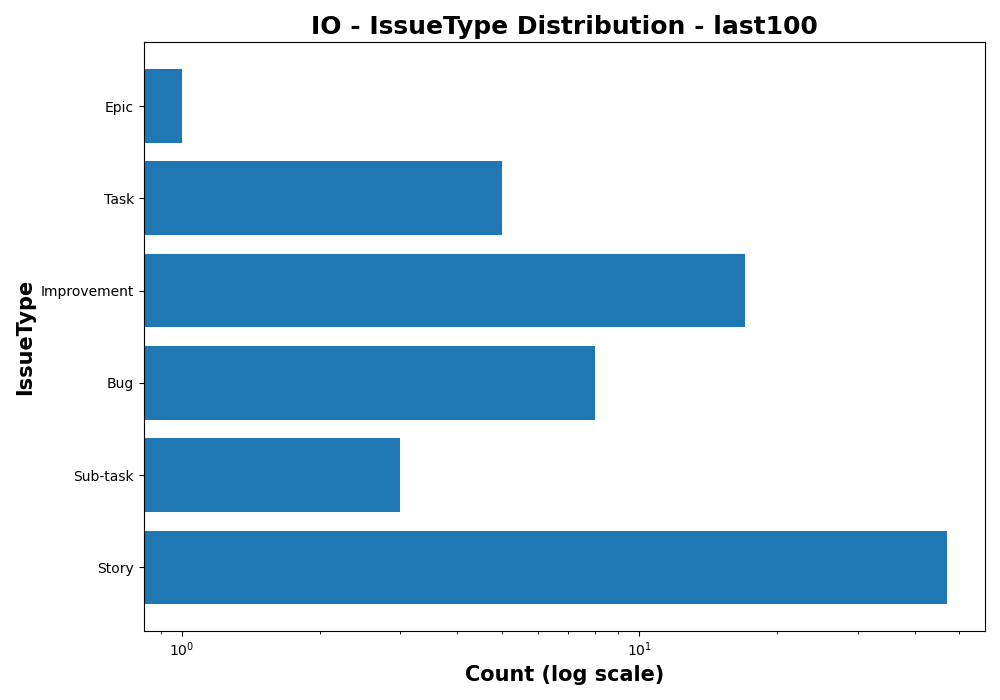 IO - IssueType Distribution - last100
IssueType
Epic
Task
Improvement
Bug
Sub-task
Story
10⁰
10¹
Count (log scale)